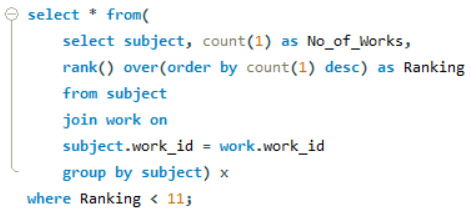 select * from(
select subject, count(1) as No_of_Works,
rank() over(order by count(1) desc) as Ranking
from subject
join work on
subject.work_id = work.work_id
group by subject) x
where Ranking < 11;